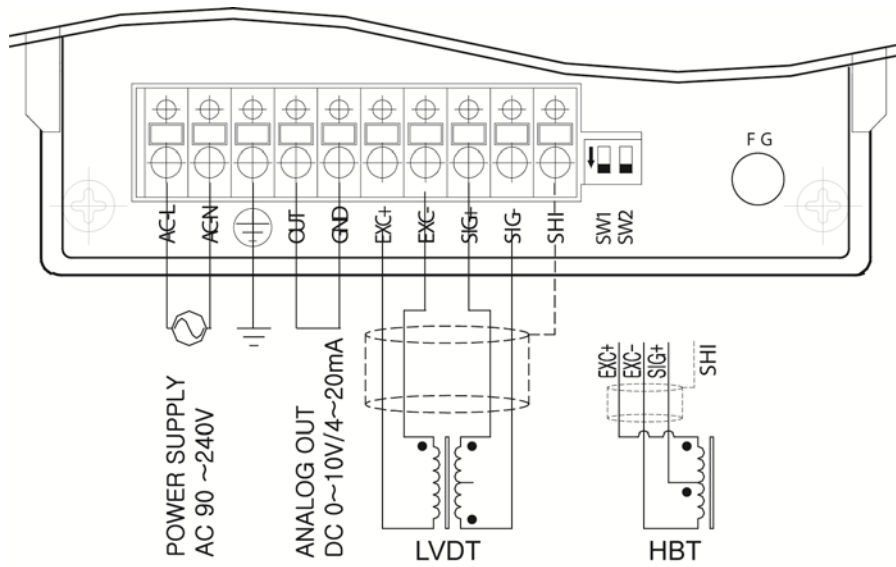 F G
AC-L
AC-N
OUT
GND
EXC+
EXC-
SIG+
SIG-
SHI
SW1
SW2
POWER SUPPLY
AC 90 ~240V
ANALOG OUT
DC 0~10V/4~20mA
LVDT
EXC+
EXC-
SIG+
SHI
HBT